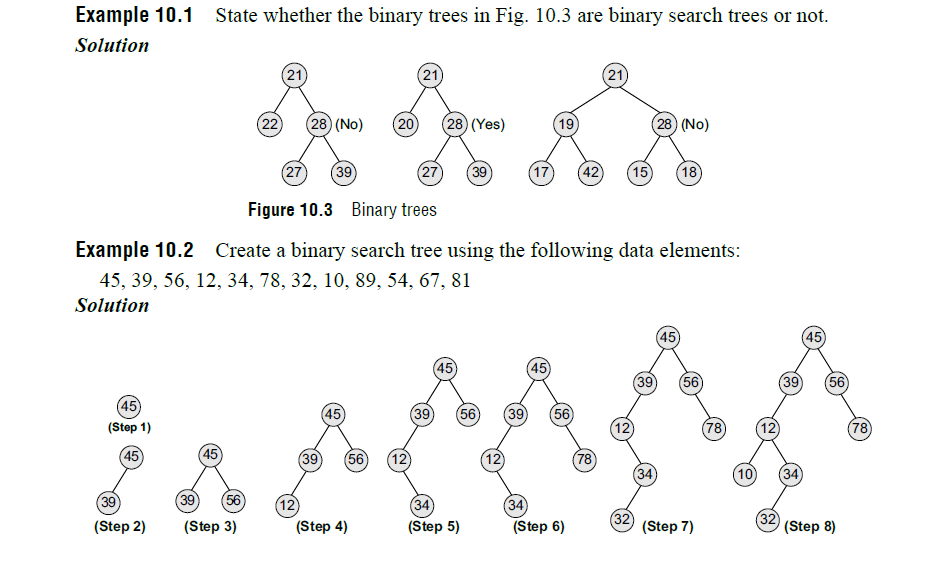 Example 10.1 State whether the binary trees in Fig. 10.3 are binary search trees or not.
Solution
21 21 21
22 28 (No) 20 28 (Yes) 19 28 (No)
27 39 27 39 17 42 15 18
Figure 10.3 Binary trees
Example 10.2 Create a binary search tree using the following data elements:
45, 39, 56, 12, 34, 78, 32, 10, 89, 54, 67, 81
Solution
45
(Step 1)
45
39
(Step 2)
45
39 56
(Step 3)
45
39 56
12
(Step 4)
45
39 56
12
34
(Step 5)
45
39 56
12 78
34
(Step 6)
45
39 56
12 78
34
32
(Step 7)
45
39 56
12 78
10 34
32
(Step 8)